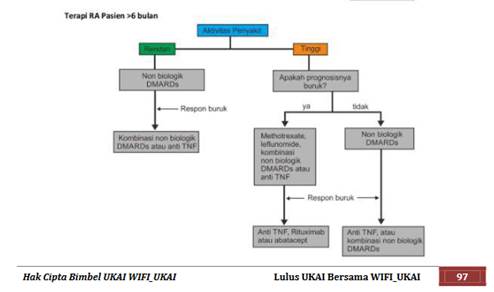 Terapi RA Pasien >6 bulan
Aktivitas Penyakit
Rendah
Tinggi
Non biologik
DMARDs
Apakah prognosisnya
buruk?
Respon buruk
ya
tidak
Kombinasi non biologik
DMARDs atau anti TNF
Methotrexate,
leflunomide,
kombinasi
non biologik
DMARDs atau
anti TNF
Non biologik
DMARDs
Respon buruk
Anti TNF, Rituximab
atau abatacept
Anti TNF, atau
kombinasi non biologik
DMARDs
Hak Cipta Bimbel UKAI WIFI_UKAI
Lulus UKAI Bersama WIFI_UKAI
97